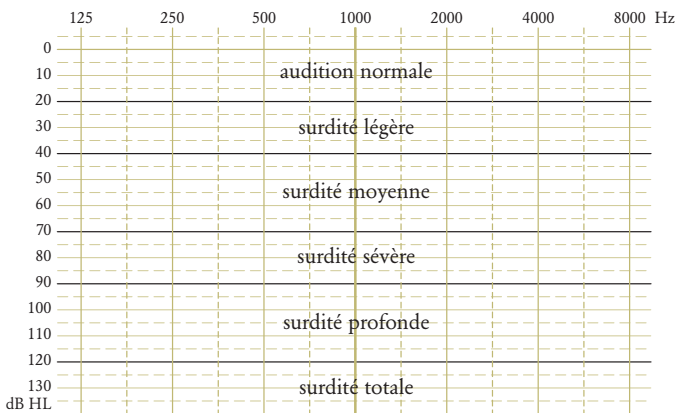 125 250 500 1000 2000 4000 8000 Hz
0
10 audition normale
20
30 surdité légère
40
50
60 surdité moyenne
70
80 surdité sévère
90
100
110 surdité profonde
120
130 surdité totale
dB HL